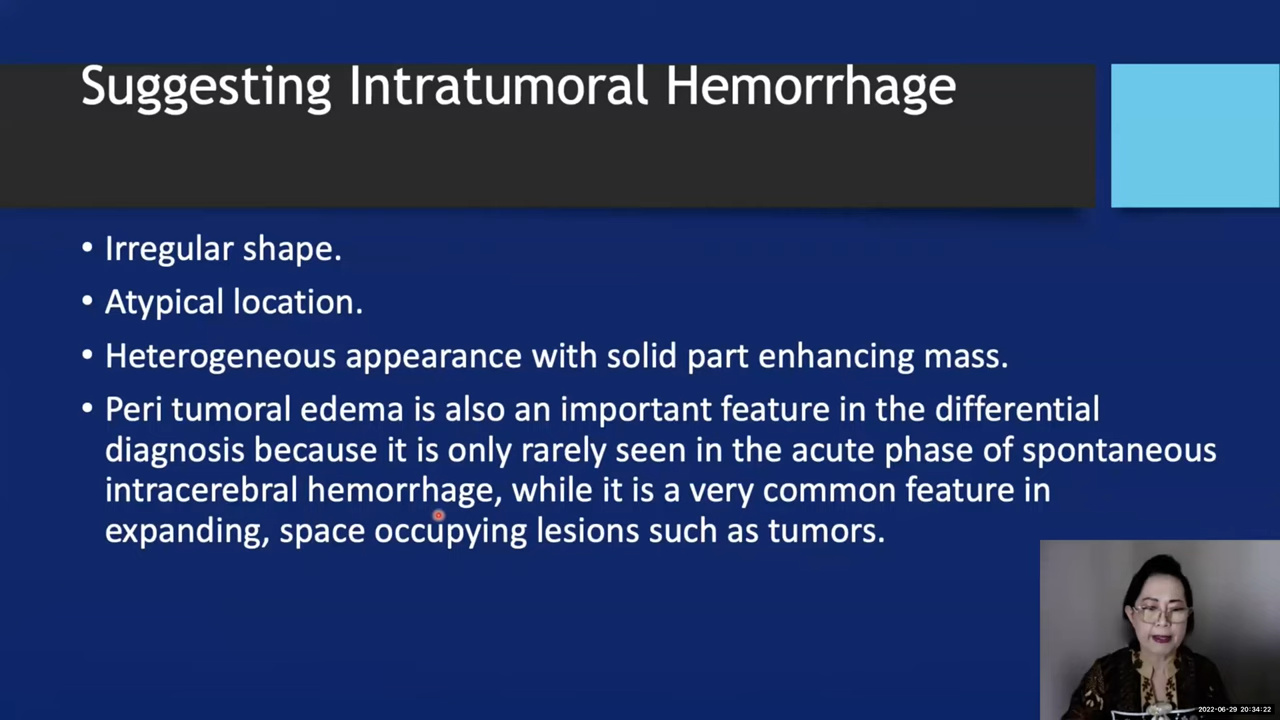 Suggesting Intratumoral Hemorrhage
• Irregular shape.
• Atypical location.
• Heterogeneous appearance with solid part enhancing mass.
• Peri tumoral edema is also an important feature in the differential
diagnosis because it is only rarely seen in the acute phase of spontaneous
intracerebral hemorrhage, while it is a very common feature in
expanding, space occupying lesions such as tumors.
2022-06-29 20:34:22